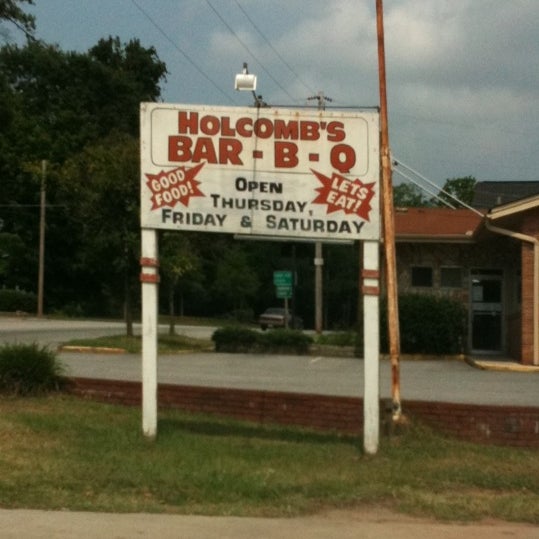 HOLCOMB'S
BAR-B-Q
GOOD
FOOD!
OPEN
THURSDAY,
FRIDAY & SATURDAY
LETS
EAT!